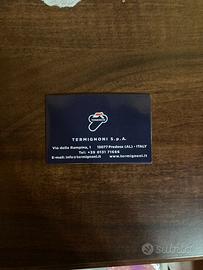 TERMIGNONI
TERMIGNONI S.p.A.
Via della Rampina, 1 15077 Predosa (AL) - ITALY
Tel: +39 0131 71666
E-mail: info@termignoni.it www.termignoni.it
subito